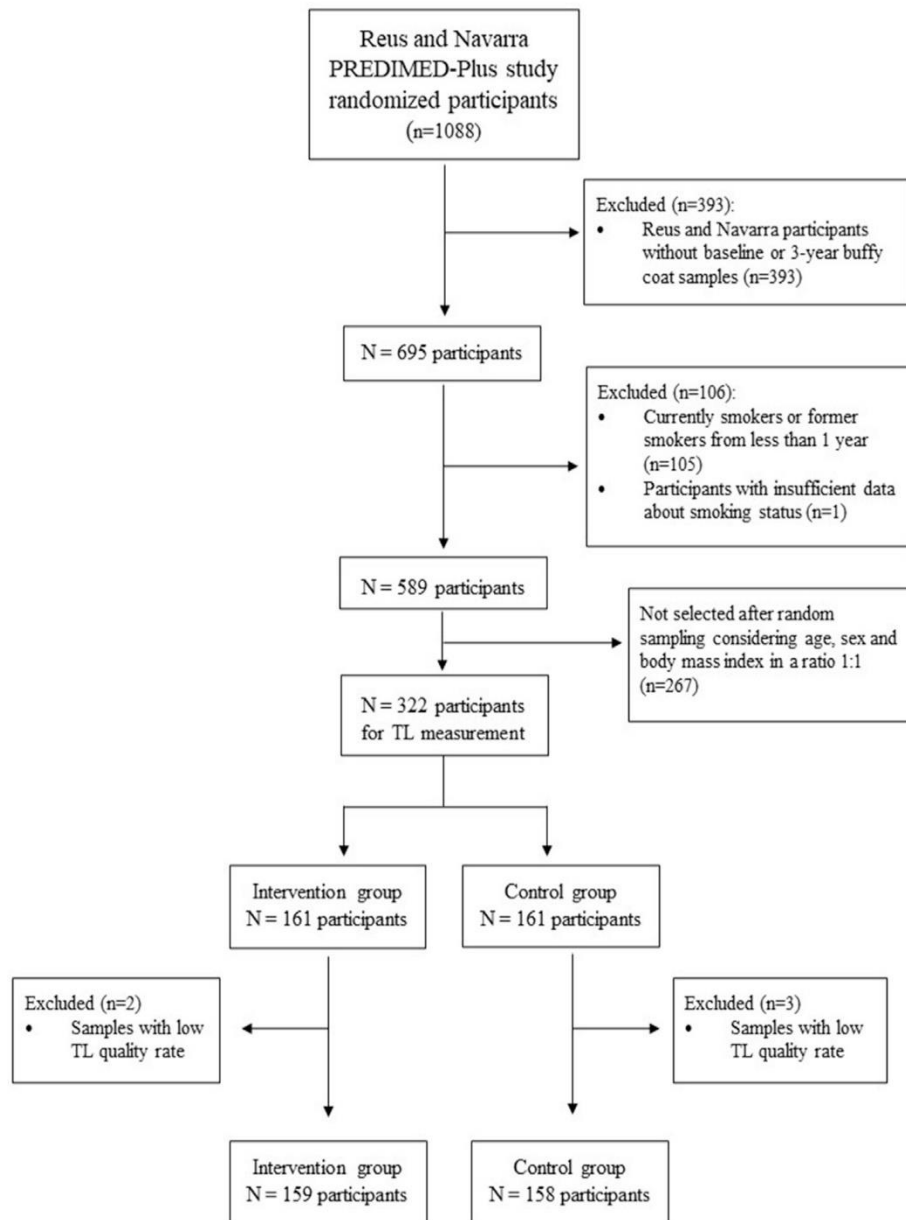 Reus and Navarra
PREDIMED-Plus study
randomized participants
(n=1088)
Excluded (n=393):
• Reus and Navarra participants
without baseline or 3-year buffy
coat samples (n=393)
N = 695 participants
Excluded (n=106):
• Currently smokers or former
smokers from less than 1 year
(n=105)
• Participants with insufficient data
about smoking status (n=1)
N = 589 participants
Not selected after random
sampling considering age, sex and
body mass index in a ratio 1:1
(n=267)
N = 322 participants
for TL measurement
Intervention group
N = 161 participants
Control group
N = 161 participants
Excluded (n=2)
• Samples with low
TL quality rate
Excluded (n=3)
• Samples with low
TL quality rate
Intervention group
N = 159 participants
Control group
N = 158 participants